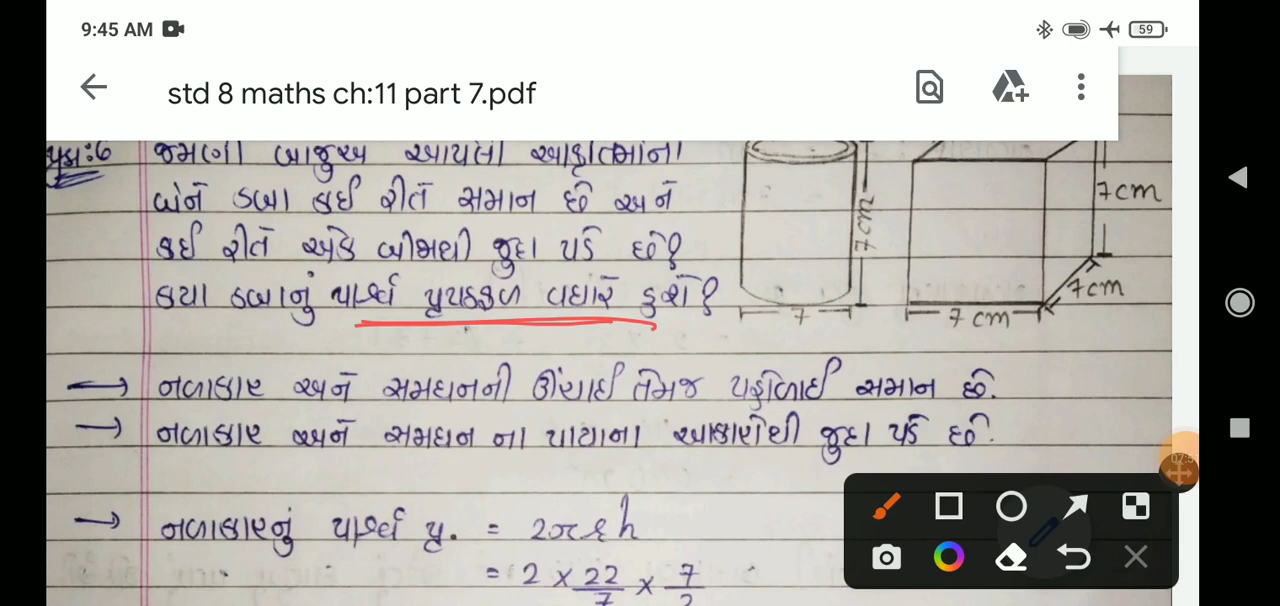 9:45 AM
59
std 8 maths ch:11 part 7.pdf
પ્રશ્ન:6 જમણી બાજુએ આપેલી આકૃતિમાંના
બંને ડબા કઈ રીતે સમાન છે અને
કઈ રીતે એક બીજાથી જુદા પડે છે?
કયા ડબાનું પાર્શ્વ પૃષ્ઠફળ વધારે હશે?
7cm
7
7cm
7cm
7 cm
→ નળાકાર અને સમઘનની ઊંચાઈ તેમજ પહોળાઈ સમાન છે.
→ નળાકાર અને સમઘન ના પાયાના આકારોથી જુદા પડે છે.
→ નળાકારનું પાર્શ્વ પૃ. = 2πrh
= 2 × 22/7 × 7/2